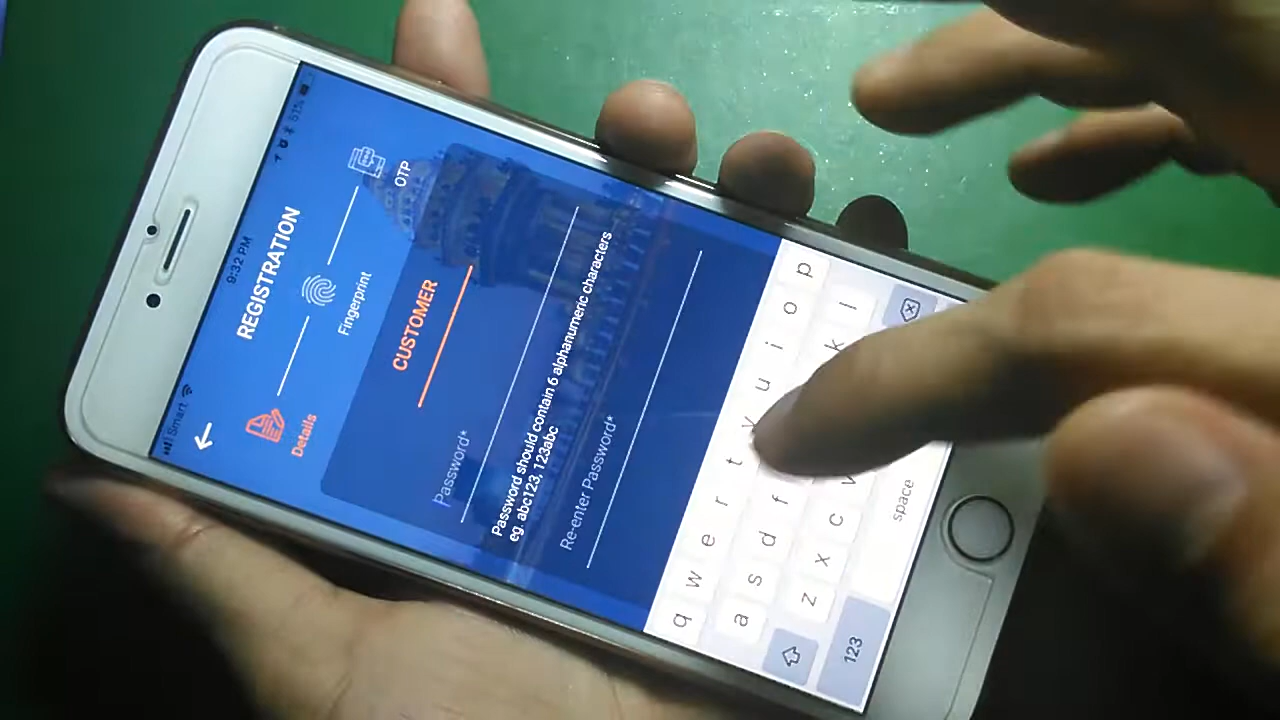 Smart 9:32 PM 51%
REGISTRATION
Details Fingerprint OTP
CUSTOMER
Password*
Password should contain 6 alphanumeric characters
eg. abc123, 123abc
Re-enter Password*
q w e r t y u i o p
a s d f k l
z x c v
123 space